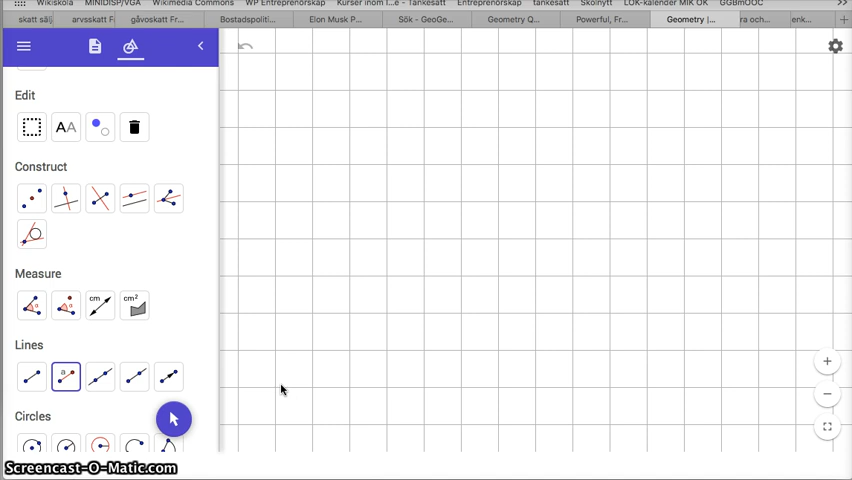 Wikiskola MINIDISP/VGA Wikimedia Commons WP Entreprenörskap Kurser inom I...e - Tankesatt Entreprenörskap tankesatt Skolnytt LOK-kalender MIK OK GGBmOOC
skatt sälj arvsskatt F gåvoskatt Fr... Bostadspoliti... Elon Musk P... Sök - GeoGe... Geometry Q... Powerful, Fr... Geometry |... ra och... enk...
Edit
AA
Construct
Measure
α α cm cm²
Lines
a
Circles
Screencast-O-Matic.com